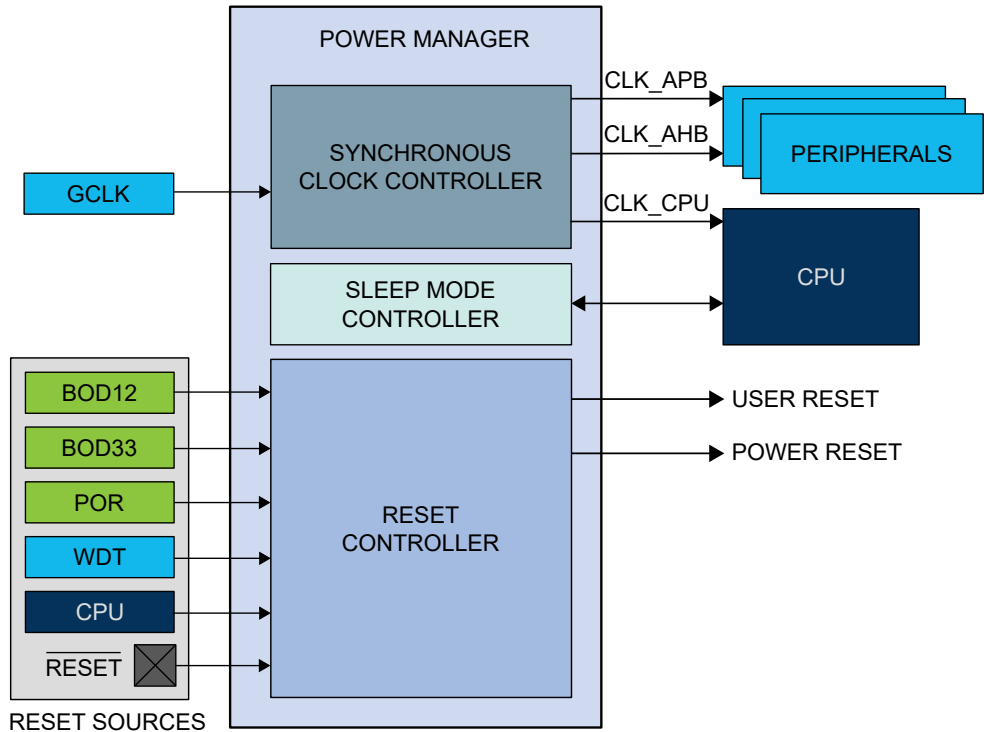 POWER MANAGER
CLK_APB
SYNCHRONOUS
CLOCK CONTROLLER
CLK_AHB
PERIPHERALS
GCLK
CLK_CPU
CPU
SLEEP MODE
CONTROLLER
BOD12
USER RESET
BOD33
POWER RESET
POR
RESET
CONTROLLER
WDT
CPU
RESET
RESET SOURCES